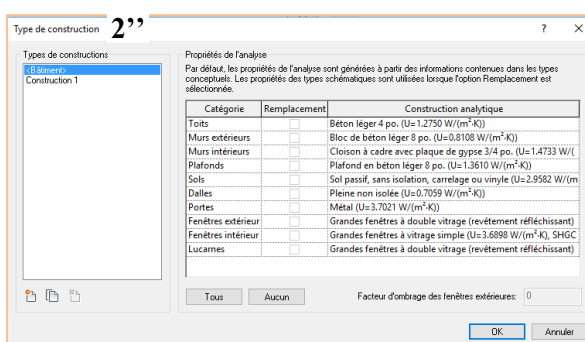 Type de construction 2’’ ? ×
Types de constructions
<Bâtiment>
Construction 1
Propriétés de l'analyse
Par défaut, les propriétés de l'analyse sont générées à partir des informations contenues dans les types
conceptuels. Les propriétés des types schématiques sont utilisées lorsque l'option Remplacement est
sélectionnée.
Catégorie Remplacement Construction analytique
Toits Béton léger 4 po. (U=1.2750 W/(m²·K))
Murs extérieurs Bloc de béton léger 8 po. (U=0.8108 W/(m²·K))
Murs intérieurs Cloison à cadre avec plaque de gypse 3/4 po. (U=1.4733 W/(
Plafonds Plafond en béton léger 8 po. (U=1.3610 W/(m²·K))
Sols Sol passif, sans isolation, carrelage ou vinyle (U=2.9582 W/(m
Dalles Pleine non isolée (U=0.7059 W/(m²·K))
Portes Métal (U=3.7021 W/(m²·K))
Fenêtres extérieur Grandes fenêtres à double vitrage (revêtement réfléchissant)
Fenêtres intérieur Grandes fenêtres à vitrage simple (U=3.6898 W/(m²·K), SHGC
Lucarnes Grandes fenêtres à double vitrage (revêtement réfléchissant)
Tous Aucun Facteur d'ombrage des fenêtres extérieures: 0
OK Annuler